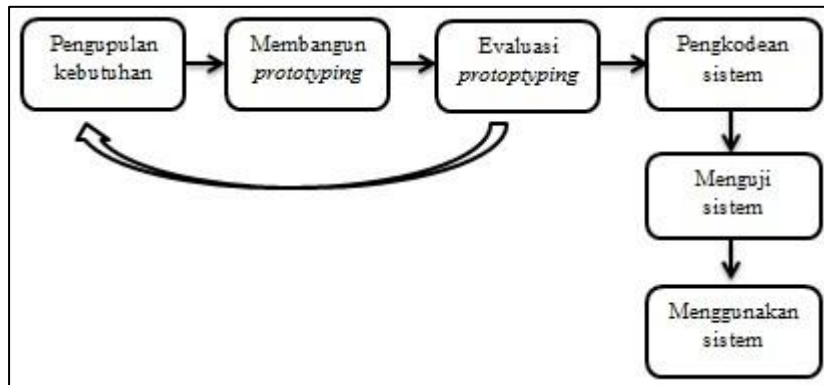 Pengupulan
kebutuhan
Membangun
prototyping
Evaluasi
protoptyping
Pengkodean
sistem
Menguji
sistem
Menggunakan
sistem